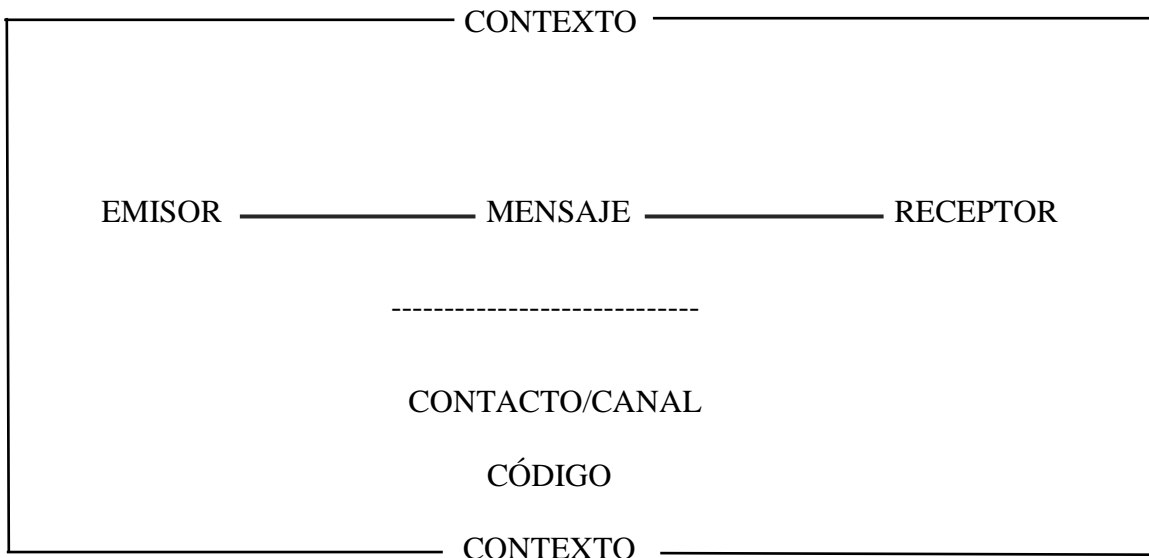 CONTEXTO
EMISOR MENSAJE RECEPTOR
-----------------------------
CONTACTO/CANAL
CÓDIGO
CONTEXTO